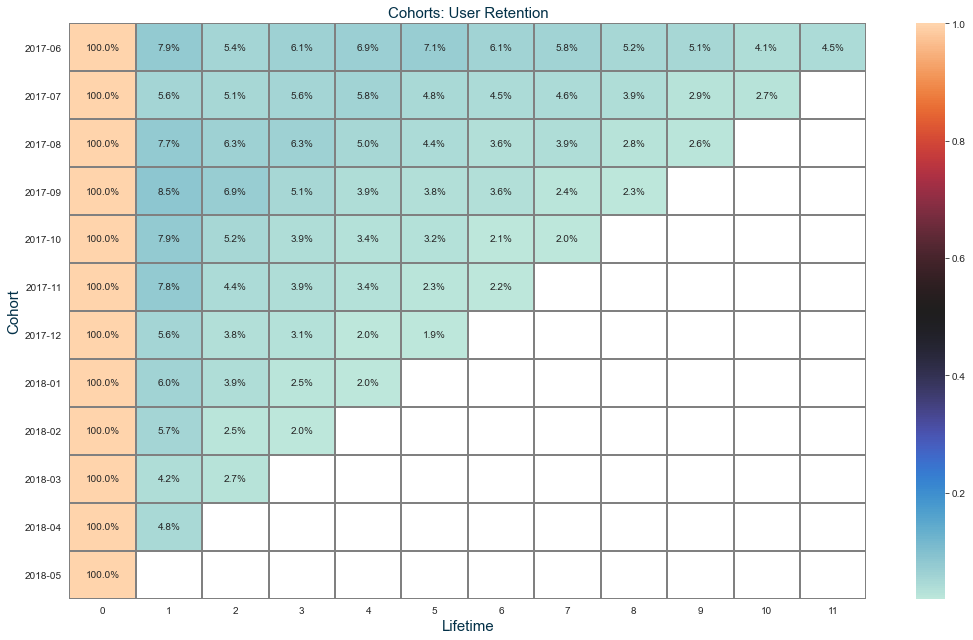 Cohorts: User Retention
2017-06 100.0% 7.9% 5.4% 6.1% 6.9% 7.1% 6.1% 5.8% 5.2% 5.1% 4.1% 4.5%
2017-07 100.0% 5.6% 5.1% 5.6% 5.8% 4.8% 4.5% 4.6% 3.9% 2.9% 2.7%
2017-08 100.0% 7.7% 6.3% 6.3% 5.0% 4.4% 3.6% 3.9% 2.8% 2.6%
2017-09 100.0% 8.5% 6.9% 5.1% 3.9% 3.8% 3.6% 2.4% 2.3%
2017-10 100.0% 7.9% 5.2% 3.9% 3.4% 3.2% 2.1% 2.0%
2017-11 100.0% 7.8% 4.4% 3.9% 3.4% 2.3% 2.2%
2017-12 100.0% 5.6% 3.8% 3.1% 2.0% 1.9%
2018-01 100.0% 6.0% 3.9% 2.5% 2.0%
2018-02 100.0% 5.7% 2.5% 2.0%
2018-03 100.0% 4.2% 2.7%
2018-04 100.0% 4.8%
2018-05 100.0%
0 1 2 3 4 5 6 7 8 9 10 11
Lifetime
Cohort
1.0
0.8
0.6
0.4
0.2